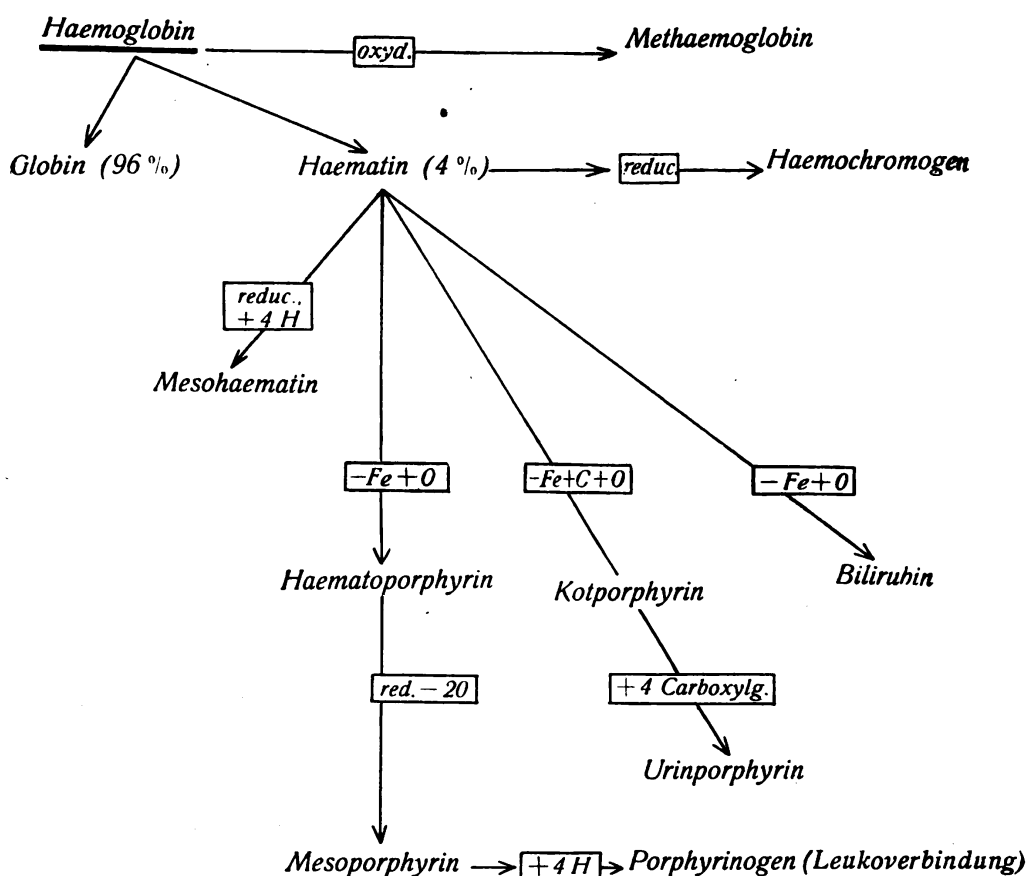 Haemoglobin
oxyd.
Methaemoglobin
Globin (96 %)
Haematin (4 %)
reduc.
Haemochromogen
reduc.,
+ 4 H
Mesohaematin
—Fe+O
-Fe+C+O
—Fe+O
Haematoporphyrin
Kotporphyrin
Bilirubin
red. — 20
+ 4 Carboxylg.
Urinporphyrin
Mesoporphyrin
+ 4 H
Porphyrinogen (Leukoverbindung)